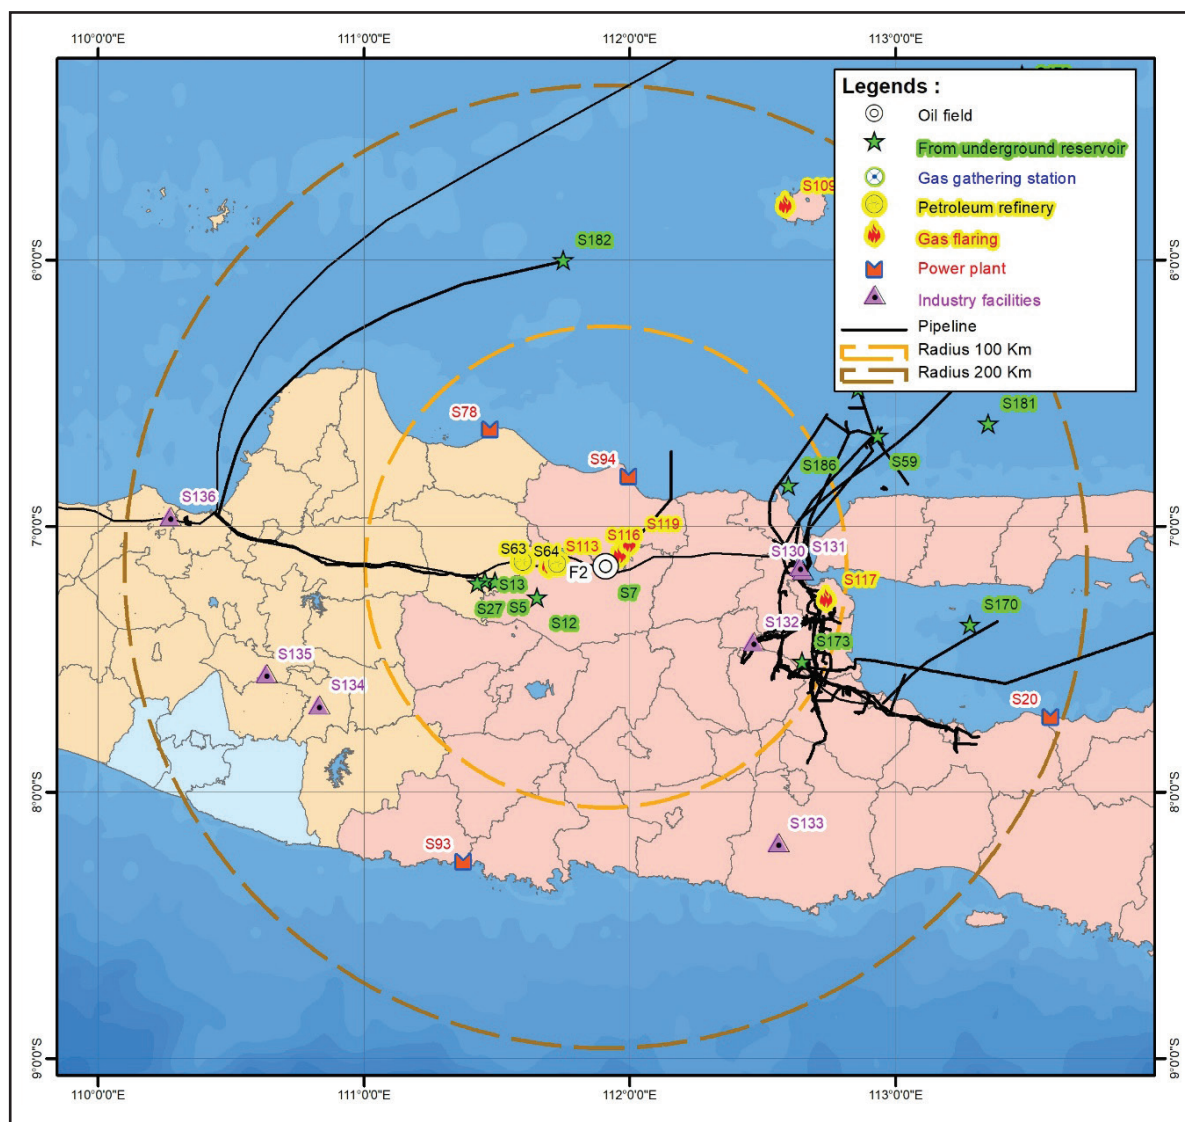 110°0'0"E 111°0'0"E 112°0'0"E 113°0'0"E
Legends :
Oil field
From underground reservoir
Gas gathering station
Petroleum refinery
Gas flaring
Power plant
Industry facilities
Pipeline
Radius 100 Km
Radius 200 Km
S109
S182
6°0'0"S 6°0'0"S
S181
S78
S94
S186
S59
S136
7°0'0"S 7°0'0"S
S119
S116
S63
S64
S113
S130
S131
F2
S13
S7
S117
S27
S5
S12
S132
S170
S173
S135
S134
S20
8°0'0"S 8°0'0"S
S133
S93
9°0'0"S 9°0'0"S
110°0'0"E 111°0'0"E 112°0'0"E 113°0'0"E